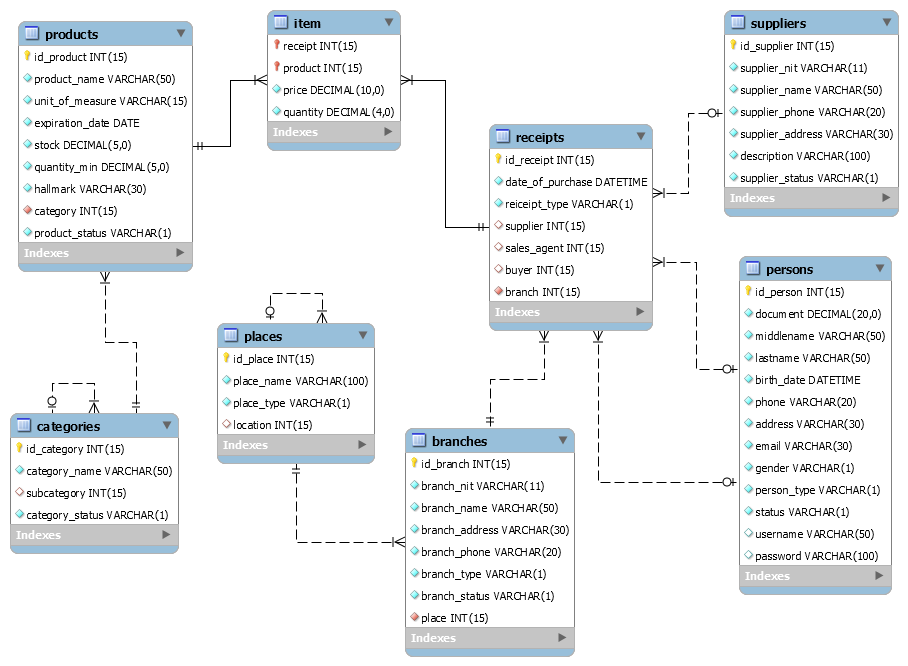 products
id_product INT(15)
product_name VARCHAR(50)
unit_of_measure VARCHAR(15)
expiration_date DATE
stock DECIMAL(5,0)
quantity_min DECIMAL(5,0)
hallmark VARCHAR(30)
category INT(15)
product_status VARCHAR(1)
Indexes
item
receipt INT(15)
product INT(15)
price DECIMAL(10,0)
quantity DECIMAL(4,0)
Indexes
suppliers
id_supplier INT(15)
supplier_nit VARCHAR(11)
supplier_name VARCHAR(50)
supplier_phone VARCHAR(20)
supplier_address VARCHAR(30)
description VARCHAR(100)
supplier_status VARCHAR(1)
Indexes
receipts
id_receipt INT(15)
date_of_purchase DATETIME
reiceipt_type VARCHAR(1)
supplier INT(15)
sales_agent INT(15)
buyer INT(15)
branch INT(15)
Indexes
persons
id_person INT(15)
document DECIMAL(20,0)
middlename VARCHAR(50)
lastname VARCHAR(50)
birth_date DATETIME
phone VARCHAR(20)
address VARCHAR(30)
email VARCHAR(30)
gender VARCHAR(1)
person_type VARCHAR(1)
status VARCHAR(1)
username VARCHAR(50)
password VARCHAR(100)
Indexes
places
id_place INT(15)
place_name VARCHAR(100)
place_type VARCHAR(1)
location INT(15)
Indexes
categories
id_category INT(15)
category_name VARCHAR(50)
subcategory INT(15)
category_status VARCHAR(1)
Indexes
branches
id_branch INT(15)
branch_nit VARCHAR(11)
branch_name VARCHAR(50)
branch_address VARCHAR(30)
branch_phone VARCHAR(20)
branch_type VARCHAR(1)
branch_status VARCHAR(1)
place INT(15)
Indexes